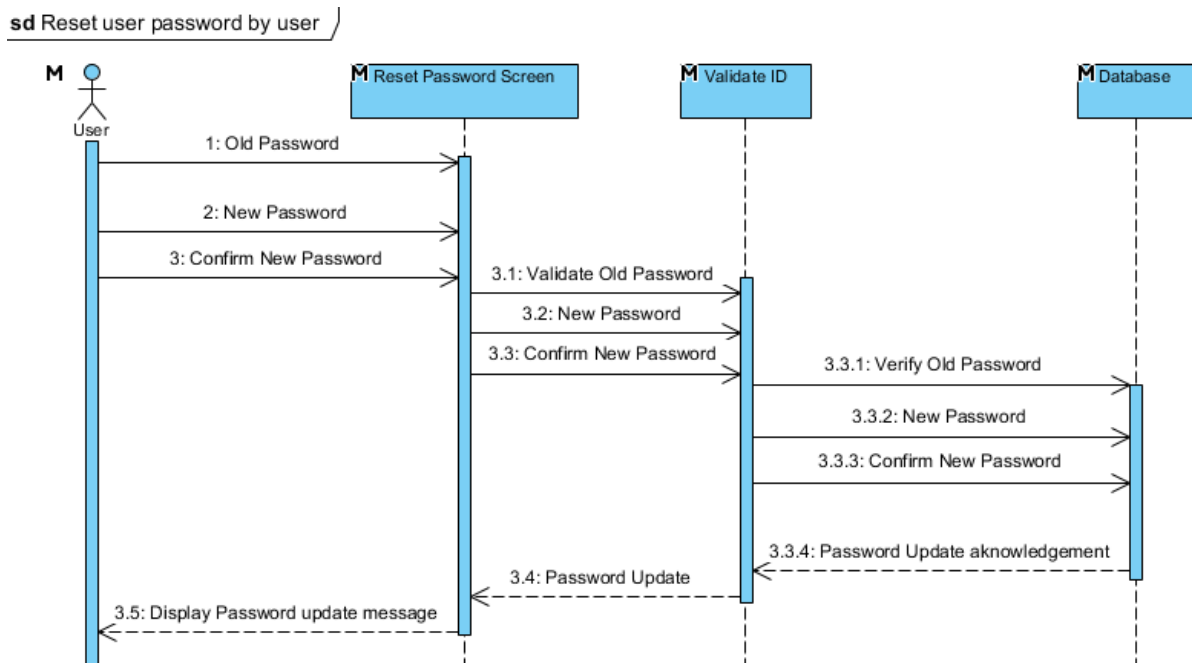 sd Reset user password by user
M
User
M Reset Password Screen
M Validate ID
M Database
1: Old Password
2: New Password
3: Confirm New Password
3.1: Validate Old Password
3.2: New Password
3.3: Confirm New Password
3.3.1: Verify Old Password
3.3.2: New Password
3.3.3: Confirm New Password
3.3.4: Password Update aknowledgement
3.4: Password Update
3.5: Display Password update message